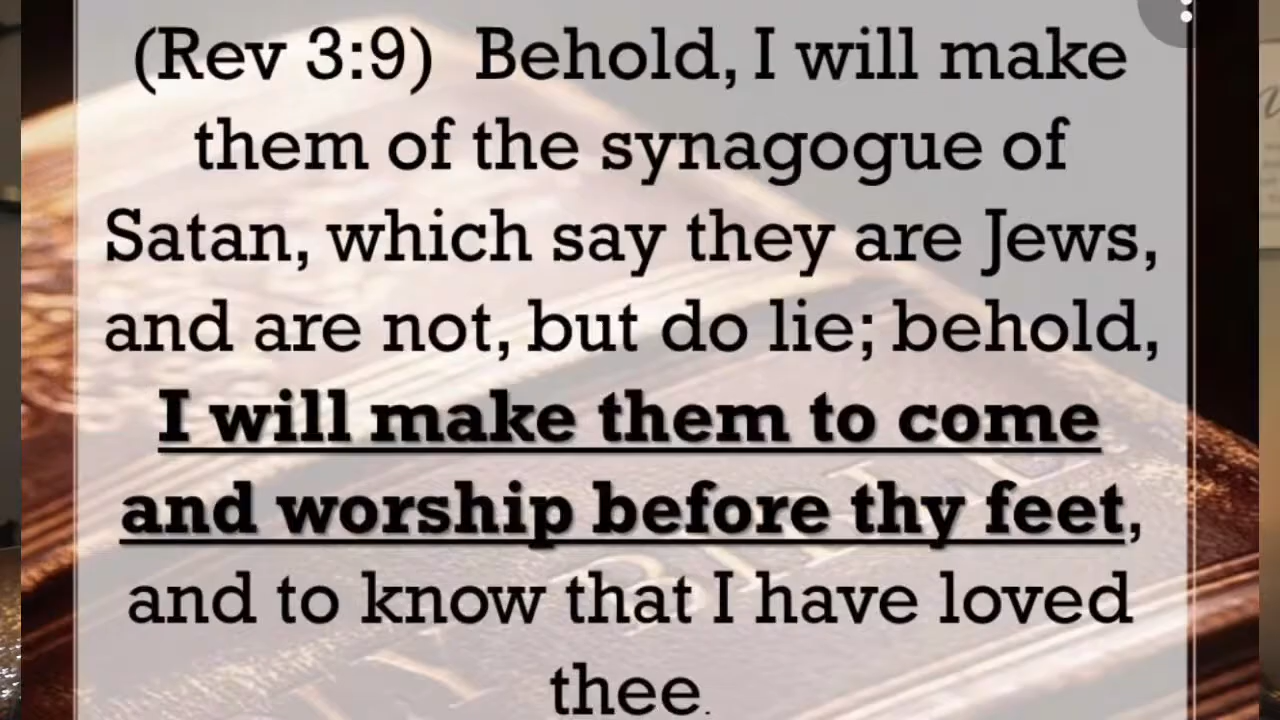 (Rev 3:9) Behold, I will make
them of the synagogue of
Satan, which say they are Jews,
and are not, but do lie; behold,
I will make them to come
and worship before thy feet,
and to know that I have loved
thee.